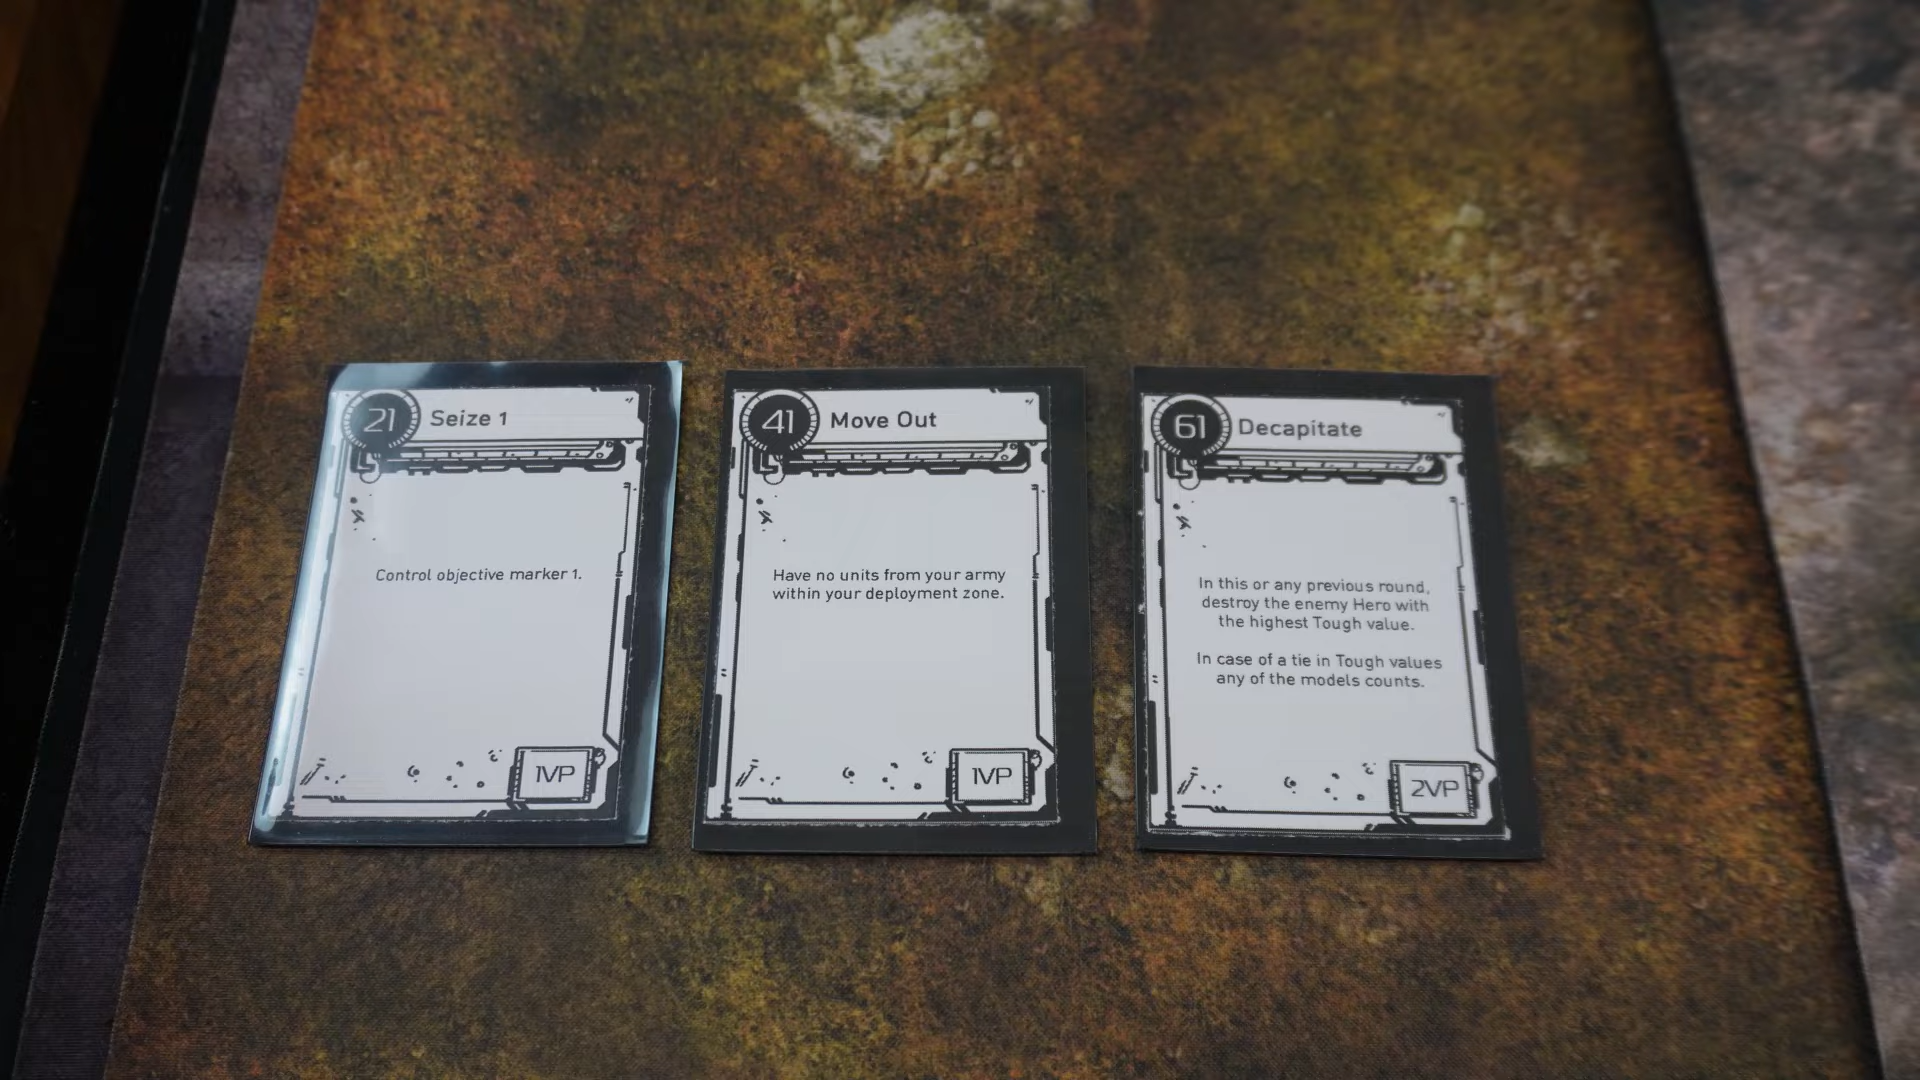 21 Seize 1
Control objective marker 1.
1VP
41 Move Out
Have no units from your army
within your deployment zone.
1VP
61 Decapitate
In this or any previous round,
destroy the enemy Hero with
the highest Tough value.
In case of a tie in Tough values
any of the models counts.
2VP